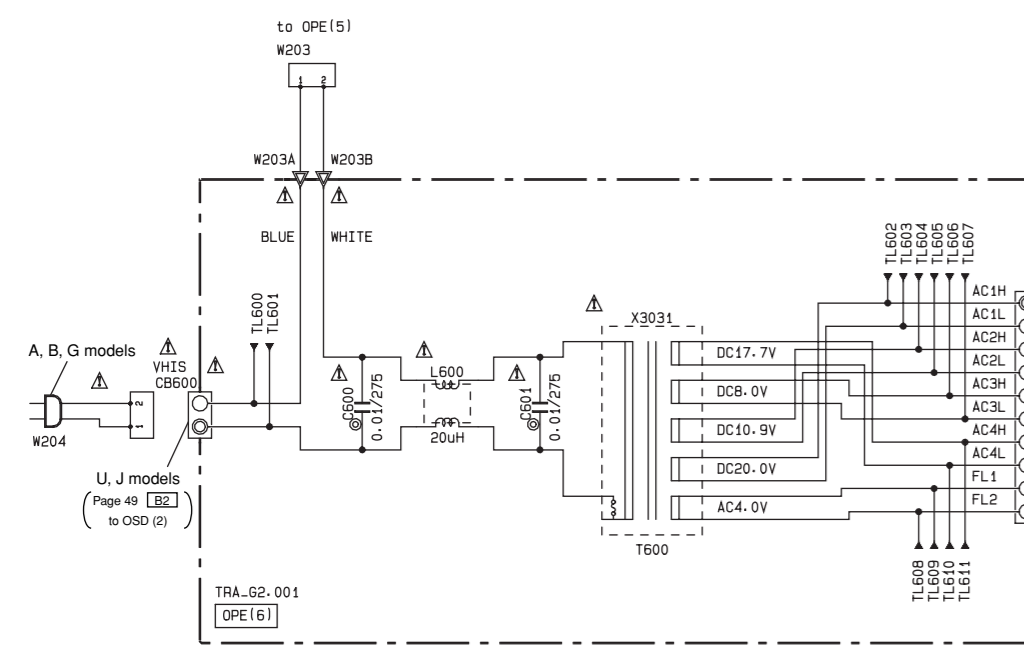 to OPE(5)
W203
1 2
W203A
W203B
BLUE
WHITE
TL600
TL601
TL602
TL603
TL604
TL605
TL606
TL607
A, B, G models
VHIS
CB600
2
1
W204
U, J models
Page 49 B2
to OSD (2)
C600
0.01/275
L600
20uH
C601
0.01/275
X3031
DC17.7V
DC8.0V
DC10.9V
DC20.0V
AC4.0V
T600
AC1H
AC1L
AC2H
AC2L
AC3H
AC3L
AC4H
AC4L
FL1
FL2
TL608
TL609
TL610
TL611
TRA_G2.001
OPE(6)